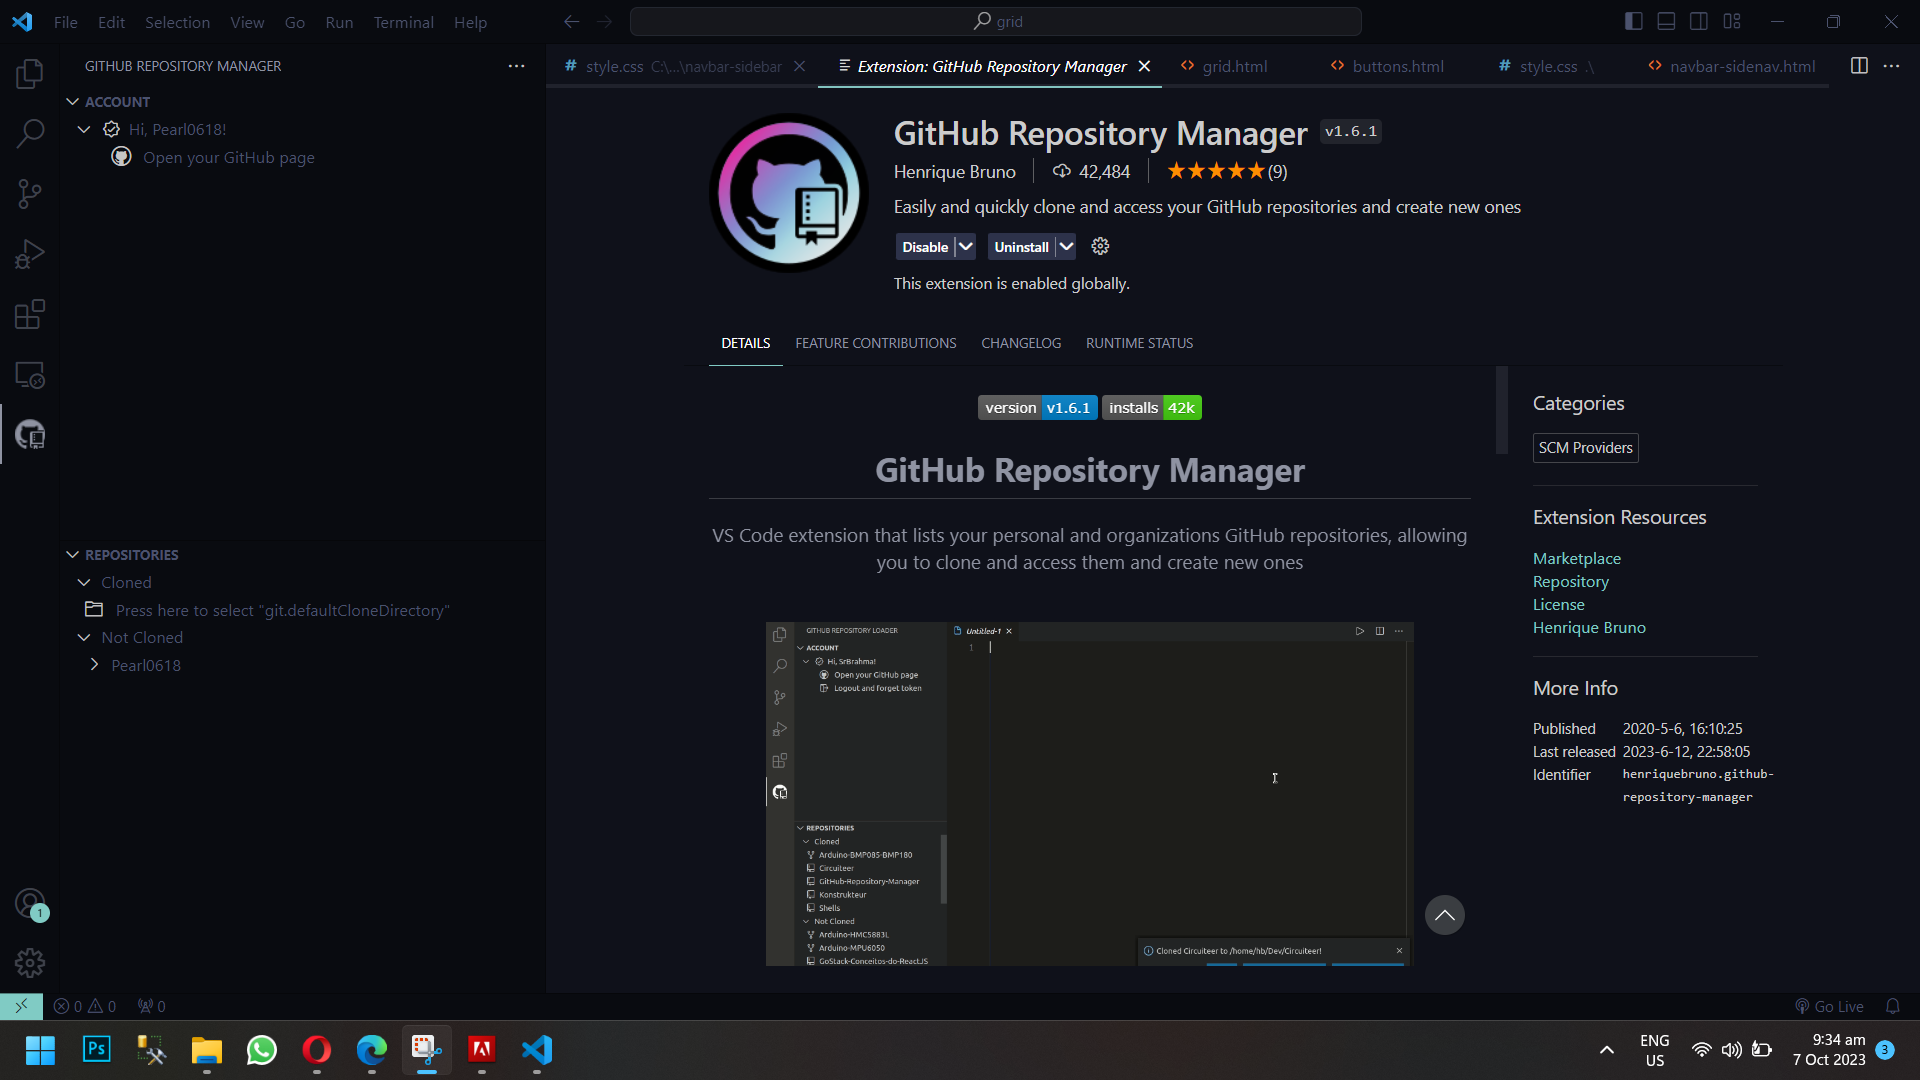 File Edit Selection View Go Run Terminal Help
grid
GITHUB REPOSITORY MANAGER
ACCOUNT
Hi, Pearl0618!
Open your GitHub page
REPOSITORIES
Cloned
Press here to select "git.defaultCloneDirectory"
Not Cloned
Pearl0618
style.css C:\...\navbar-sidebar
Extension: GitHub Repository Manager
grid.html
buttons.html
style.css .\
navbar-sidenav.html
GitHub Repository Manager v1.6.1
Henrique Bruno 42,484 (9)
Easily and quickly clone and access your GitHub repositories and create new ones
Disable Uninstall
This extension is enabled globally.
DETAILS FEATURE CONTRIBUTIONS CHANGELOG RUNTIME STATUS
version v1.6.1 installs 42k
GitHub Repository Manager
VS Code extension that lists your personal and organizations GitHub repositories, allowing
you to clone and access them and create new ones
GITHUB REPOSITORY LOADER
Untitled-1
1
ACCOUNT
Hi, SrBrahma!
Open your GitHub page
Logout and forget token
REPOSITORIES
Cloned
Arduino-BMP085-BMP180
Circuiteer
GitHub-Repository-Manager
Konstrukteur
Shells
Not Cloned
Arduino-HMC5883L
Arduino-MPU6050
GoStack-Conceitos-do-ReactJS
Cloned Circuiteer to /home/hb/Dev/Circuiteer!
Categories
SCM Providers
Extension Resources
Marketplace
Repository
License
Henrique Bruno
More Info
Published 2020-5-6, 16:10:25
Last released 2023-6-12, 22:58:05
Identifier henriquebruno.github-
repository-manager
1
0 0 0
Go Live
Ps
ENG
US
9:34 am
7 Oct 2023
3